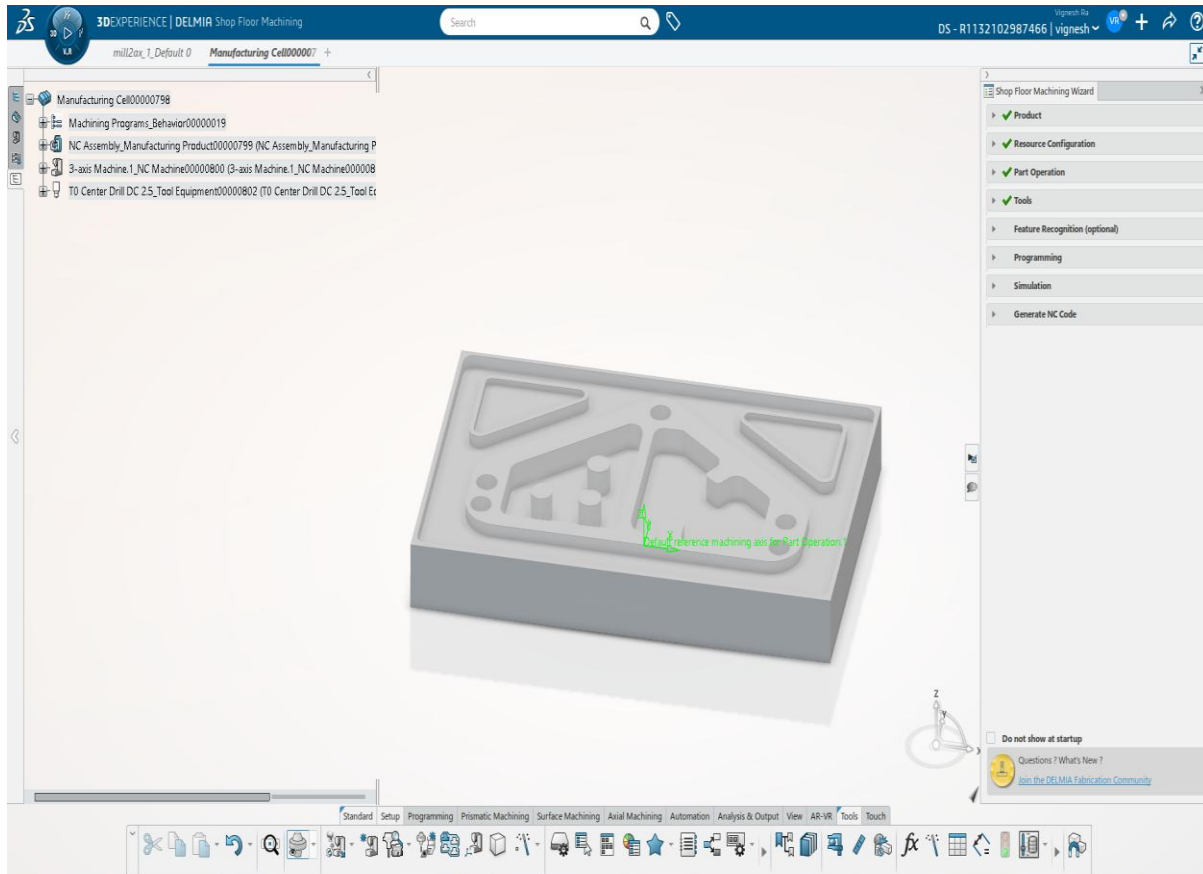 3DEXPERIENCE | DELMIA Shop Floor Machining
Search
Vignesh Ra
DS - R1132102987466 | vignesh
VR
3D
V.R
mill2ax_1_Default 0
Manufacturing Cell000007 +
Manufacturing Cell00000798
Machining Programs_Behavior00000019
NC Assembly_Manufacturing Product00000799 (NC Assembly_Manufacturing P
3-axis Machine.1_NC Machine00000800 (3-axis Machine.1_NC Machine000008
T0 Center Drill DC 2.5_Tool Equipment00000802 (T0 Center Drill DC 2.5_Tool Ec
Shop Floor Machining Wizard
Product
Resource Configuration
Part Operation
Tools
Feature Recognition (optional)
Programming
Simulation
Generate NC Code
Default reference machining axis for Part Operation.1
Z
Y
Do not show at startup
Questions ? What's New ?
Join the DELMIA Fabrication Community
Standard Setup Programming Prismatic Machining Surface Machining Axial Machining Automation Analysis & Output View AR-VR Tools Touch
fx